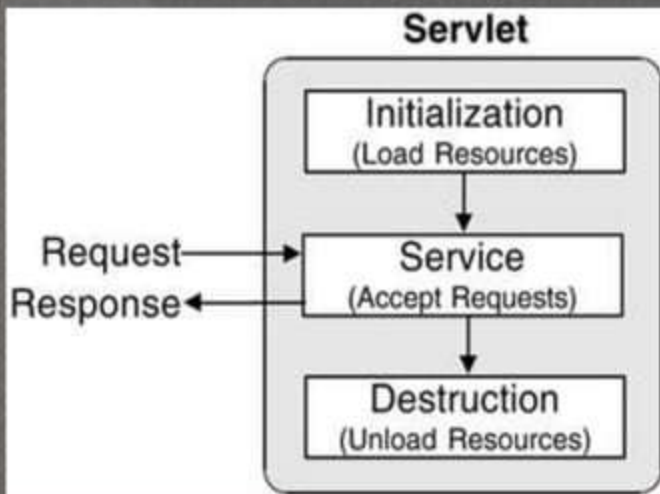 Servlet
Initialization
(Load Resources)
Request
Response
Service
(Accept Requests)
Destruction
(Unload Resources)